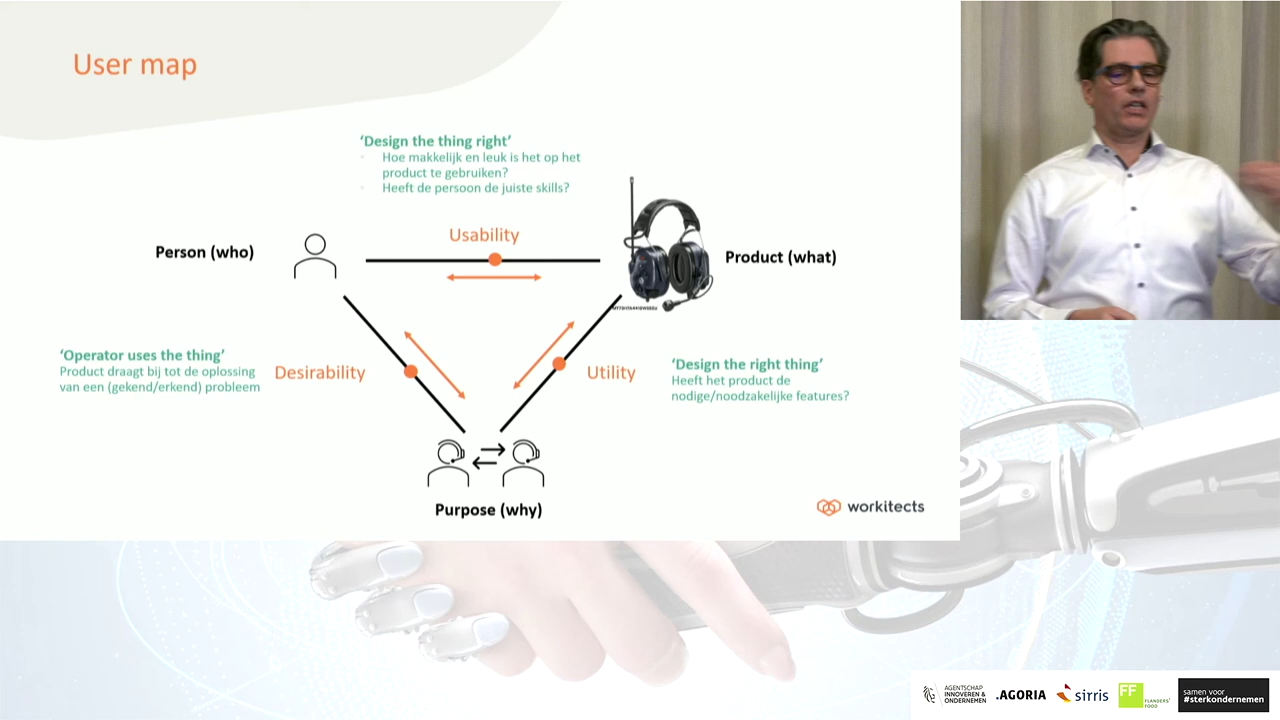 User map
‘Design the thing right’
Hoe makkelijk en leuk is het op het
product te gebruiken?
Heeft de persoon de juiste skills?
Usability
Person (who)
Product (what)
‘Operator uses the thing’
Product draagt bij tot de oplossing
van een (gekend/erkend) probleem
Desirability
Utility
‘Design the right thing’
Heeft het product de
nodige/noodzakelijke features?
Purpose (why)
workitects
AGENTSCHAP
INNOVEREN &
ONDERNEMEN
.AGORIA
sirris
FF
FLANDERS'
FOOD
samen voor
#sterkondernemen